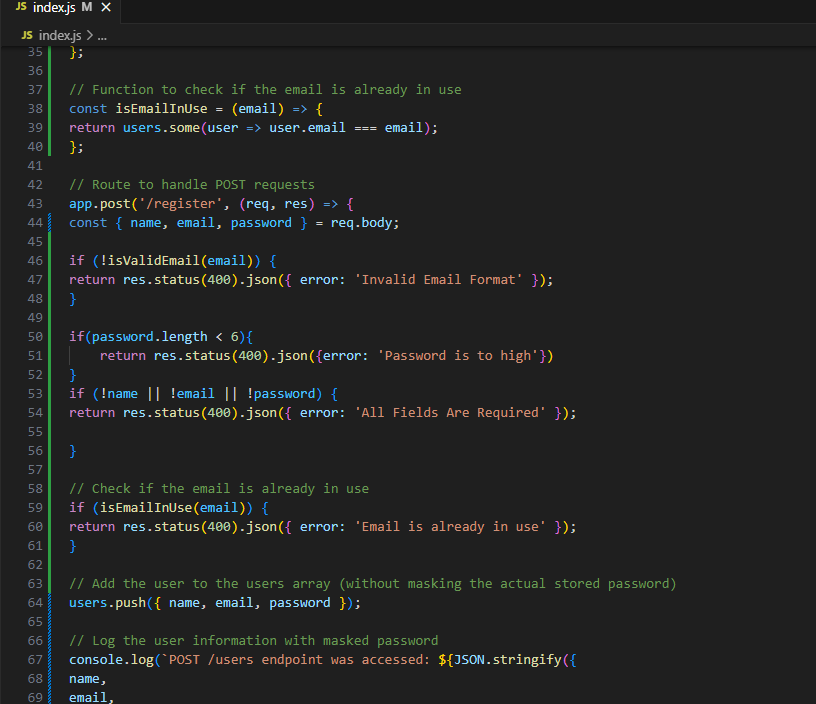 JS index.js M ×
JS index.js > ...
35 };
36
37 // Function to check if the email is already in use
38 const isEmailInUse = (email) => {
39 return users.some(user => user.email === email);
40 };
41
42 // Route to handle POST requests
43 app.post('/register', (req, res) => {
44 const { name, email, password } = req.body;
45
46 if (!isValidEmail(email)) {
47 return res.status(400).json({ error: 'Invalid Email Format' });
48 }
49
50 if(password.length < 6){
51     return res.status(400).json({error: 'Password is to high'})
52 }
53 if (!name || !email || !password) {
54 return res.status(400).json({ error: 'All Fields Are Required' });
55
56 }
57
58 // Check if the email is already in use
59 if (isEmailInUse(email)) {
60 return res.status(400).json({ error: 'Email is already in use' });
61 }
62
63 // Add the user to the users array (without masking the actual stored password)
64 users.push({ name, email, password });
65
66 // Log the user information with masked password
67 console.log(`POST /users endpoint was accessed: ${JSON.stringify({
68 name,
69 email,